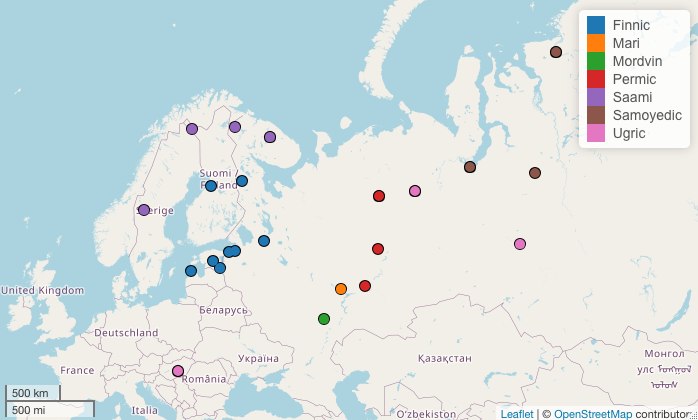 Finnic
Mari
Mordvin
Permic
Saami
Samoyedic
Ugric
Suomi /
Sverige
United Kingdom
Беларусь
Deutschland
Україна
Қазақстан
Монгол
улс
France
România
Italia
O'zbekiston
500 km
500 mi
Leaflet | © OpenStreetMap contributors